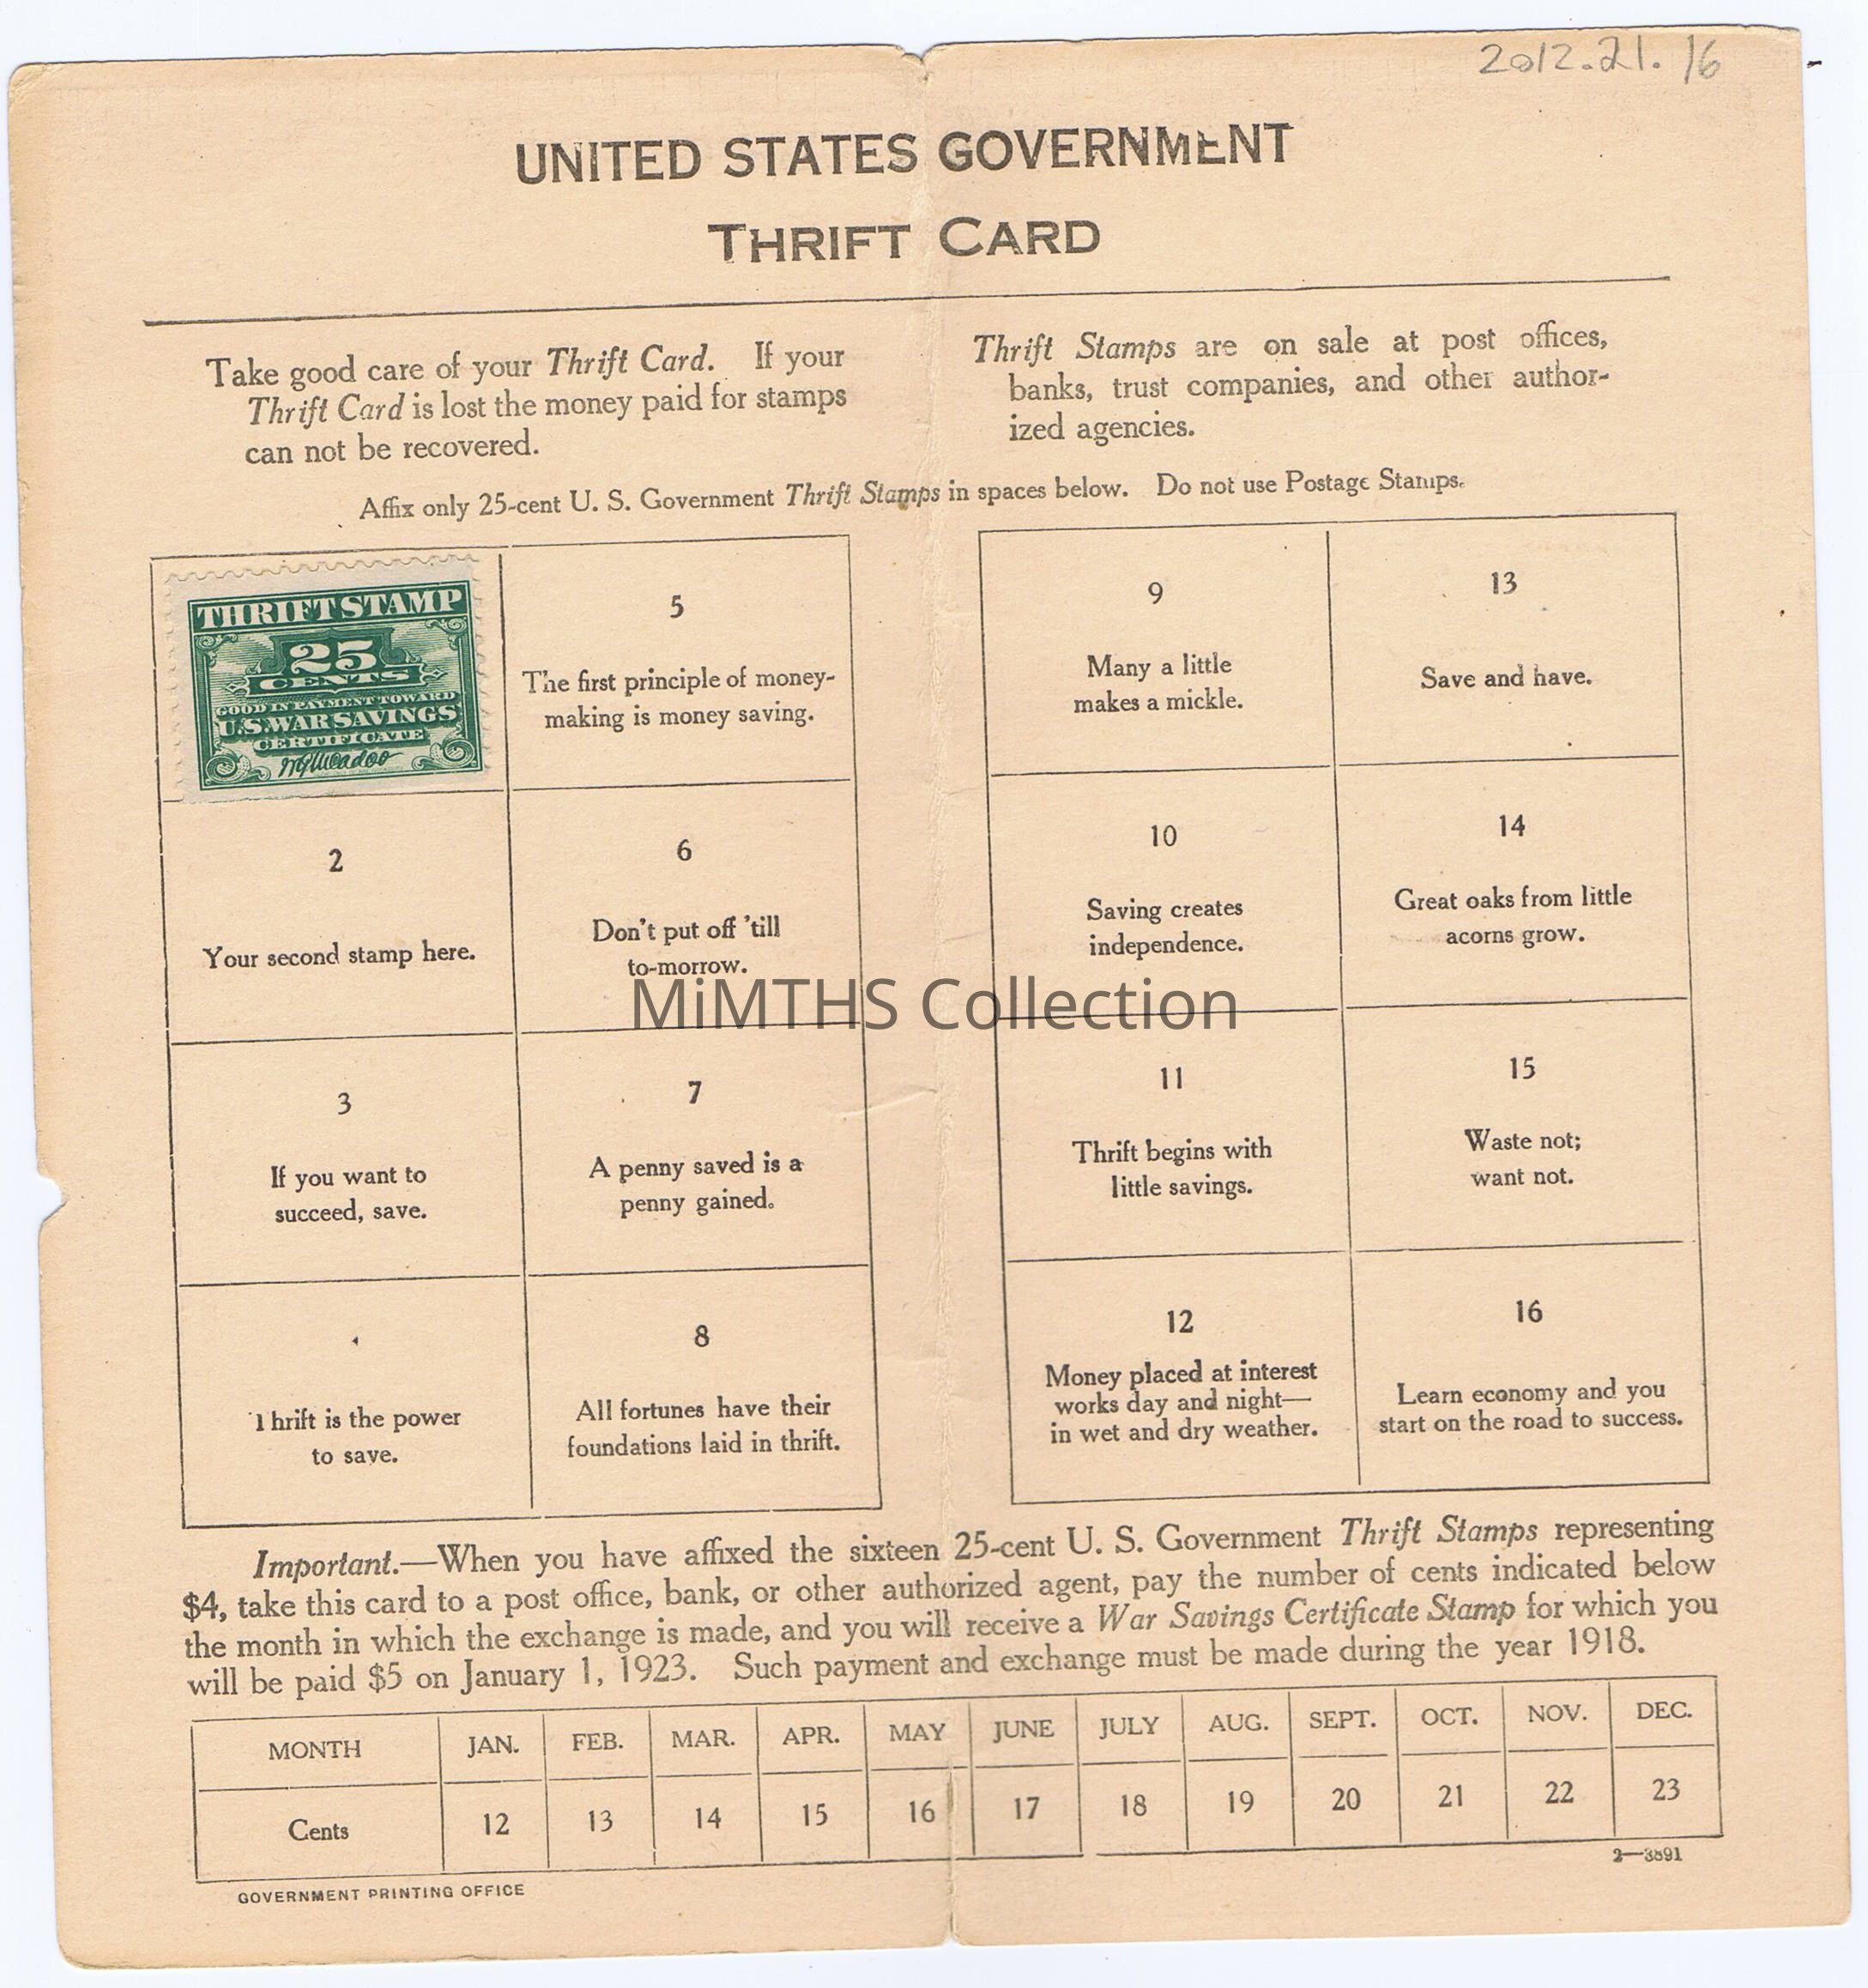 2012.21.16
UNITED STATES GOVERNMENT
THRIFT CARD
Take good care of your Thrift Card. If your
Thrift Card is lost the money paid for stamps
can not be recovered.
Thrift Stamps are on sale at post offices,
banks, trust companies, and other author-
ized agencies.
Affix only 25-cent U. S. Government Thrift Stamps in spaces below. Do not use Postage Stamps.
THRIFT STAMP
25
CENTS
GOOD IN PAYMENT TOWARD
U.S. WAR SAVINGS
CERTIFICATE
2
Your second stamp here.
3
If you want to
succeed, save.
Thrift is the power
to save.
5
The first principle of money-
making is money saving.
6
Don't put off 'till
to-morrow.
7
A penny saved is a
penny gained.
8
All fortunes have their
foundations laid in thrift.
9
Many a little
makes a mickle.
10
Saving creates
independence.
11
Thrift begins with
little savings.
12
Money placed at interest
works day and night—
in wet and dry weather.
13
Save and have.
14
Great oaks from little
acorns grow.
15
Waste not;
want not.
16
Learn economy and you
start on the road to success.
MiMTHS Collection
Important.—When you have affixed the sixteen 25-cent U. S. Government Thrift Stamps representing
$4, take this card to a post office, bank, or other authorized agent, pay the number of cents indicated below
the month in which the exchange is made, and you will receive a War Savings Certificate Stamp for which you
will be paid $5 on January 1, 1923. Such payment and exchange must be made during the year 1918.
MONTH JAN. FEB. MAR. APR. MAY JUNE JULY AUG. SEPT. OCT. NOV. DEC.
Cents 12 13 14 15 16 17 18 19 20 21 22 23
2—3891
GOVERNMENT PRINTING OFFICE